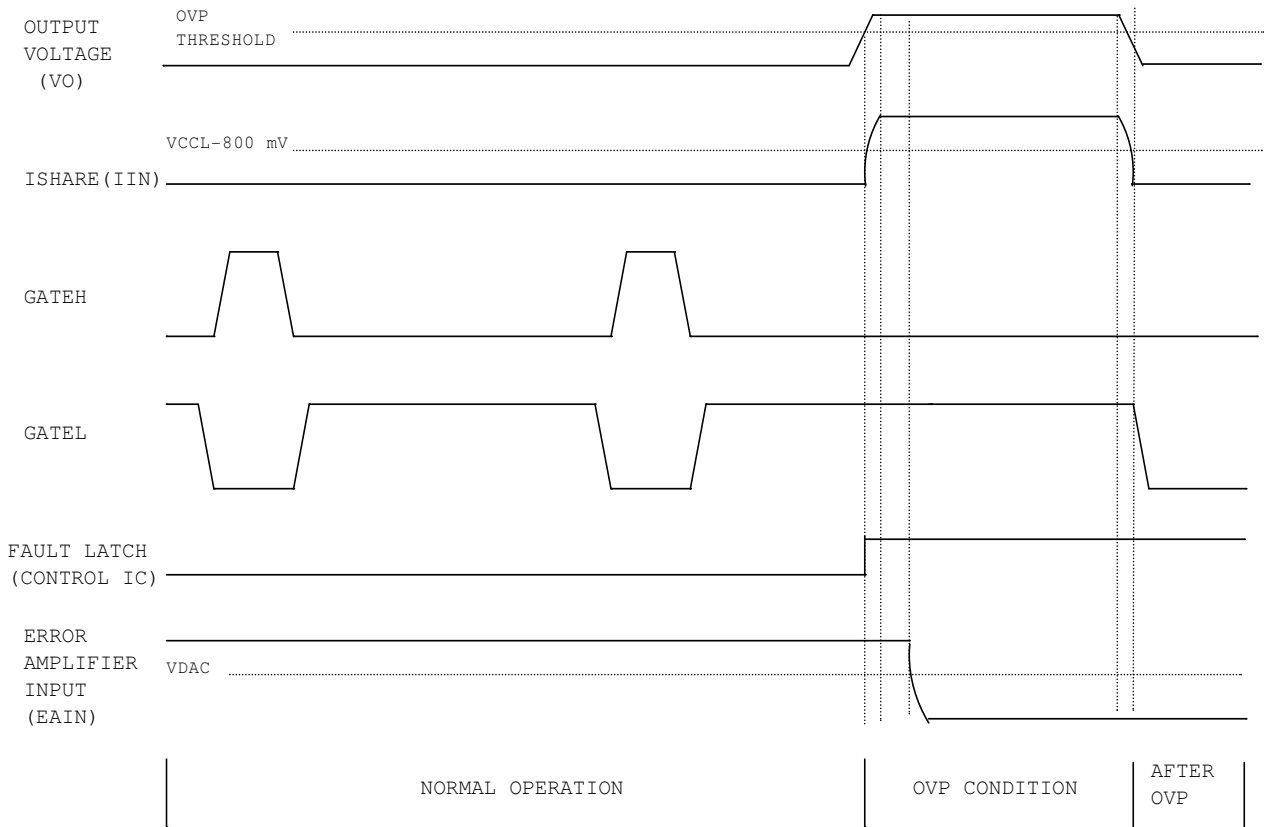 OUTPUT
VOLTAGE
(VO)
OVP
THRESHOLD
VCCL-800 mV
ISHARE(IIN)
GATEH
GATEL
FAULT LATCH
(CONTROL IC)
ERROR
AMPLIFIER
INPUT
(EAIN)
VDAC
NORMAL OPERATION
OVP CONDITION
AFTER
OVP